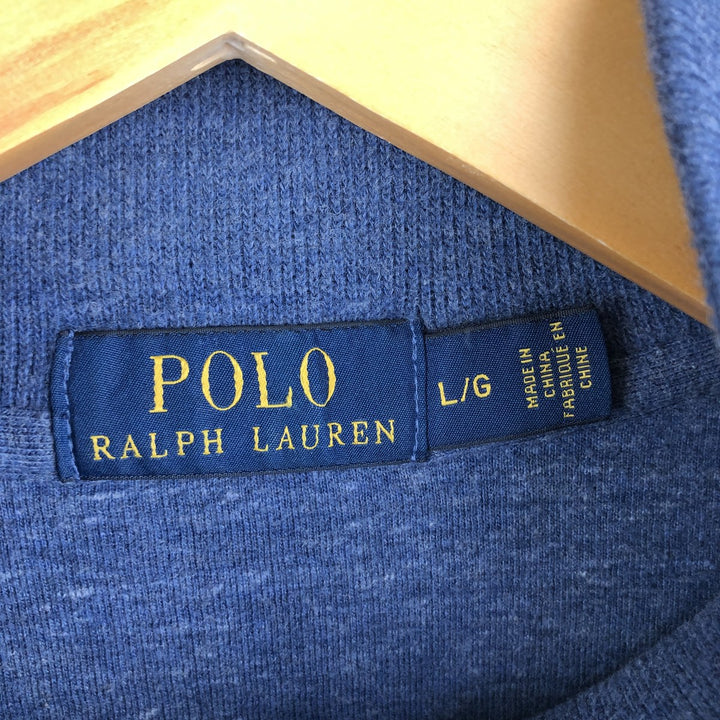 POLO
RALPH LAUREN
L/G
MADE IN
CHINA
FABRIQUÉ EN
CHINE